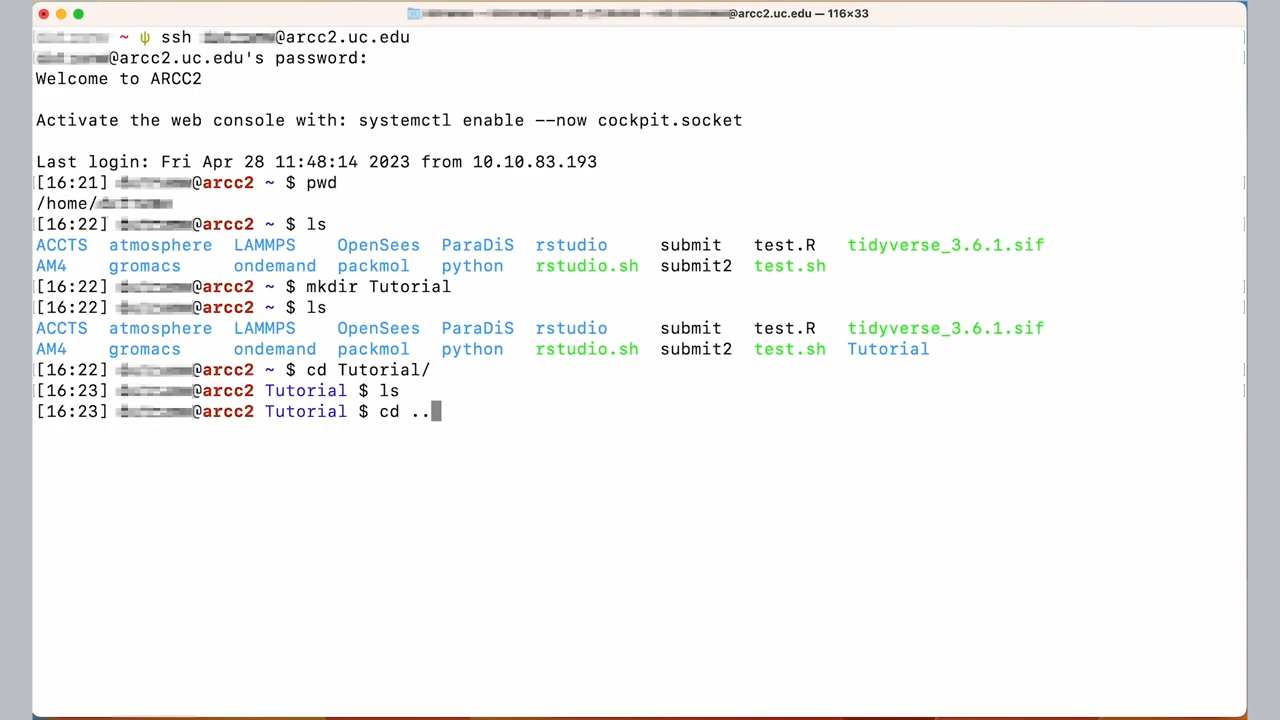 @arcc2.uc.edu — 116×33
~ ψ ssh @arcc2.uc.edu
@arcc2.uc.edu's password:
Welcome to ARCC2
Activate the web console with: systemctl enable --now cockpit.socket
Last login: Fri Apr 28 11:48:14 2023 from 10.10.83.193
[16:21] @arcc2 ~ $ pwd
/home/
[16:22] @arcc2 ~ $ ls
ACCTS atmosphere LAMMPS OpenSees ParaDiS rstudio submit test.R tidyverse_3.6.1.sif
AM4 gromacs ondemand packmol python rstudio.sh submit2 test.sh
[16:22] @arcc2 ~ $ mkdir Tutorial
[16:22] @arcc2 ~ $ ls
ACCTS atmosphere LAMMPS OpenSees ParaDiS rstudio submit test.R tidyverse_3.6.1.sif
AM4 gromacs ondemand packmol python rstudio.sh submit2 test.sh Tutorial
[16:22] @arcc2 ~ $ cd Tutorial/
[16:23] @arcc2 Tutorial $ ls
[16:23] @arcc2 Tutorial $ cd ..